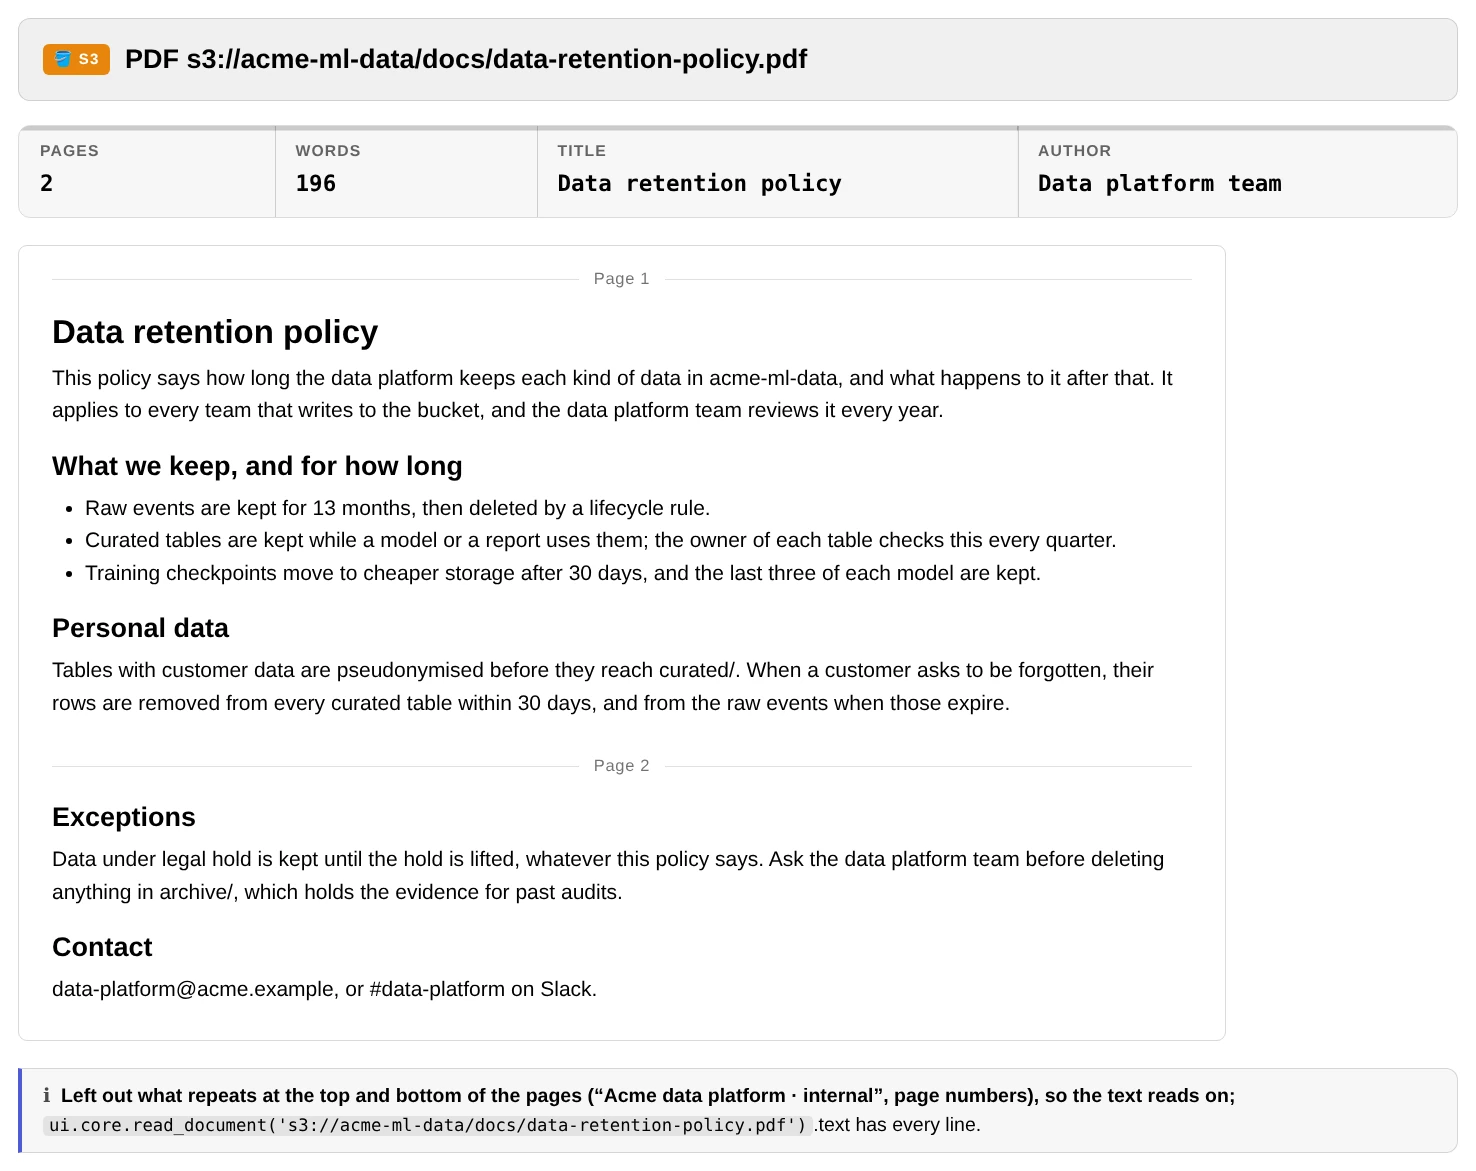 S3 PDF s3://acme-ml-data/docs/data-retention-policy.pdf
PAGES WORDS TITLE AUTHOR
2 196 Data retention policy Data platform team
Page 1
Data retention policy
This policy says how long the data platform keeps each kind of data in acme-ml-data, and what happens to it after that. It
applies to every team that writes to the bucket, and the data platform team reviews it every year.
What we keep, and for how long
• Raw events are kept for 13 months, then deleted by a lifecycle rule.
• Curated tables are kept while a model or a report uses them; the owner of each table checks this every quarter.
• Training checkpoints move to cheaper storage after 30 days, and the last three of each model are kept.
Personal data
Tables with customer data are pseudonymised before they reach curated/. When a customer asks to be forgotten, their
rows are removed from every curated table within 30 days, and from the raw events when those expire.
Page 2
Exceptions
Data under legal hold is kept until the hold is lifted, whatever this policy says. Ask the data platform team before deleting
anything in archive/, which holds the evidence for past audits.
Contact
data-platform@acme.example, or #data-platform on Slack.
ℹ Left out what repeats at the top and bottom of the pages (“Acme data platform · internal”, page numbers), so the text reads on;
ui.core.read_document('s3://acme-ml-data/docs/data-retention-policy.pdf').text has every line.